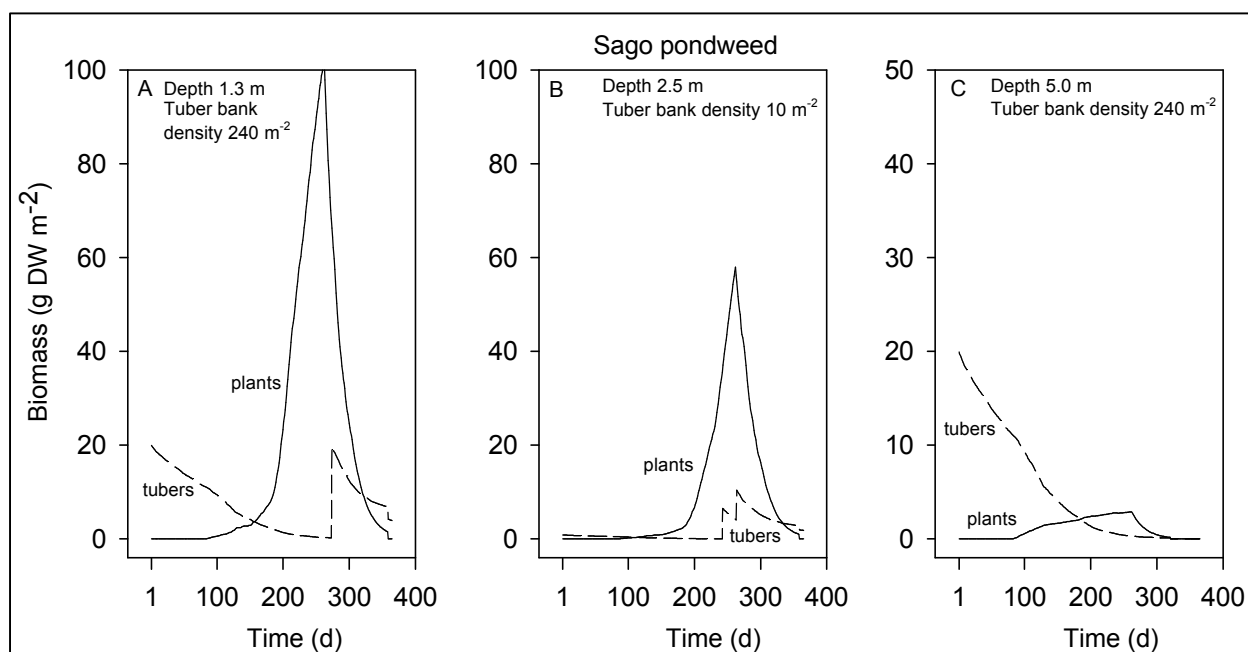 Sago pondweed
Biomass (g DW m-2)
A
Depth 1.3 m
Tuber bank
density 240 m-2
100
80
60
40
20
0
plants
tubers
1 100 200 300 400
Time (d)
B
Depth 2.5 m
Tuber bank density 10 m-2
100
80
60
40
20
0
plants
tubers
1 100 200 300 400
Time (d)
C
Depth 5.0 m
Tuber bank density 240 m-2
50
40
30
20
10
0
tubers
plants
1 100 200 300 400
Time (d)